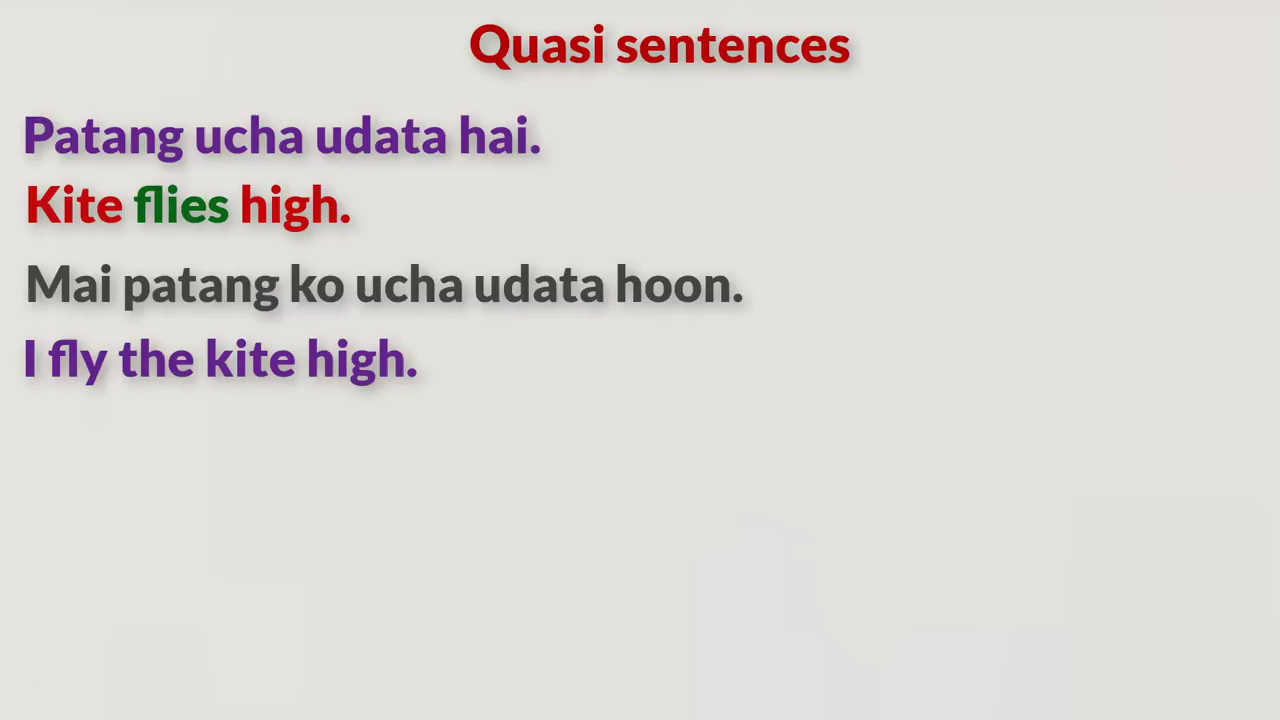 Quasi sentences
Patang ucha udata hai.
Kite flies high.
Mai patang ko ucha udata hoon.
I fly the kite high.